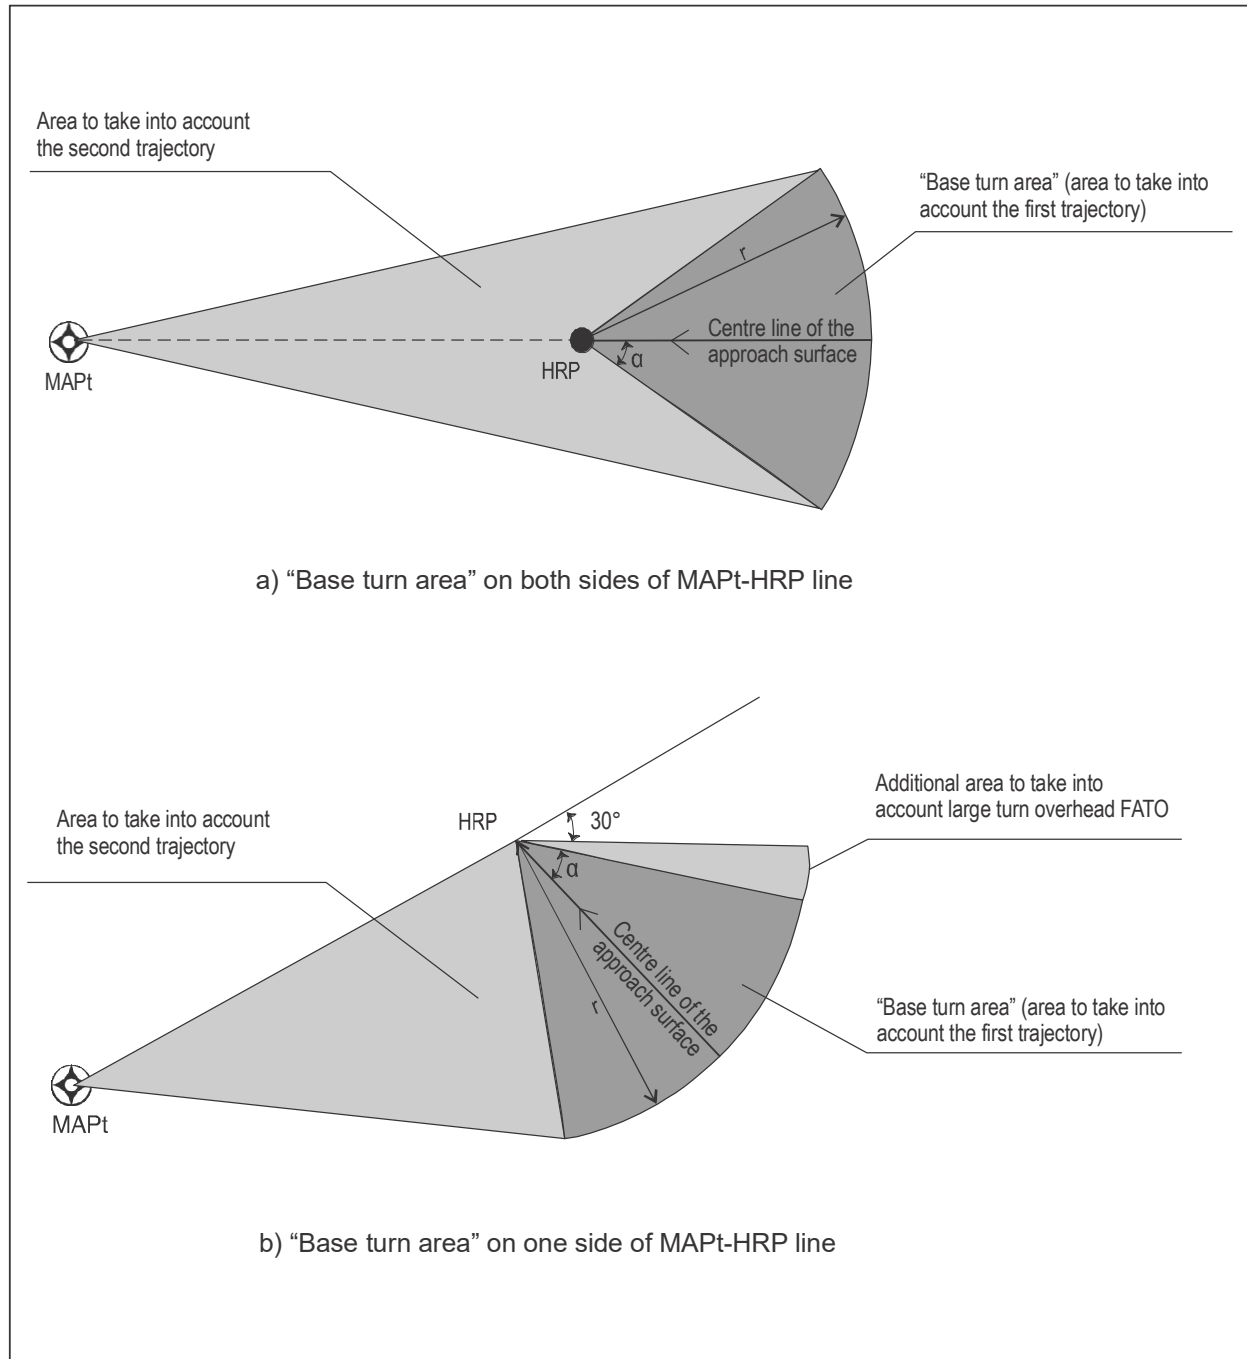 Area to take into account
the second trajectory
“Base turn area” (area to take into
account the first trajectory)
r
Centre line of the
approach surface
α
HRP
MAPt
a) “Base turn area” on both sides of MAPt-HRP line
Additional area to take into
account large turn overhead FATO
HRP
30°
Area to take into account
the second trajectory
α
Centre line of the
approach surface
r
“Base turn area” (area to take into
account the first trajectory)
MAPt
b) “Base turn area” on one side of MAPt-HRP line